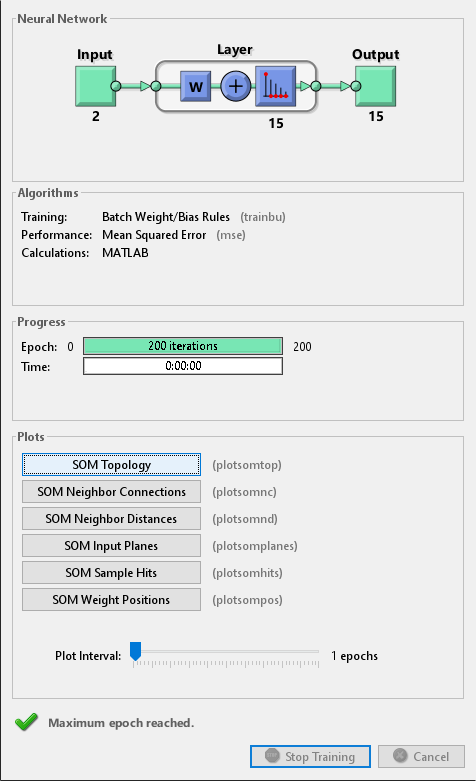 Neural Network
Input
Layer
Output
W
+
2
15
15
Algorithms
Training: Batch Weight/Bias Rules (trainbu)
Performance: Mean Squared Error (mse)
Calculations: MATLAB
Progress
Epoch: 0 200 iterations 200
Time: 0:00:00
Plots
SOM Topology (plotsomtop)
SOM Neighbor Connections (plotsomnc)
SOM Neighbor Distances (plotsomnd)
SOM Input Planes (plotsomplanes)
SOM Sample Hits (plotsomhits)
SOM Weight Positions (plotsompos)
Plot Interval: 1 epochs
Maximum epoch reached.
Stop Training Cancel